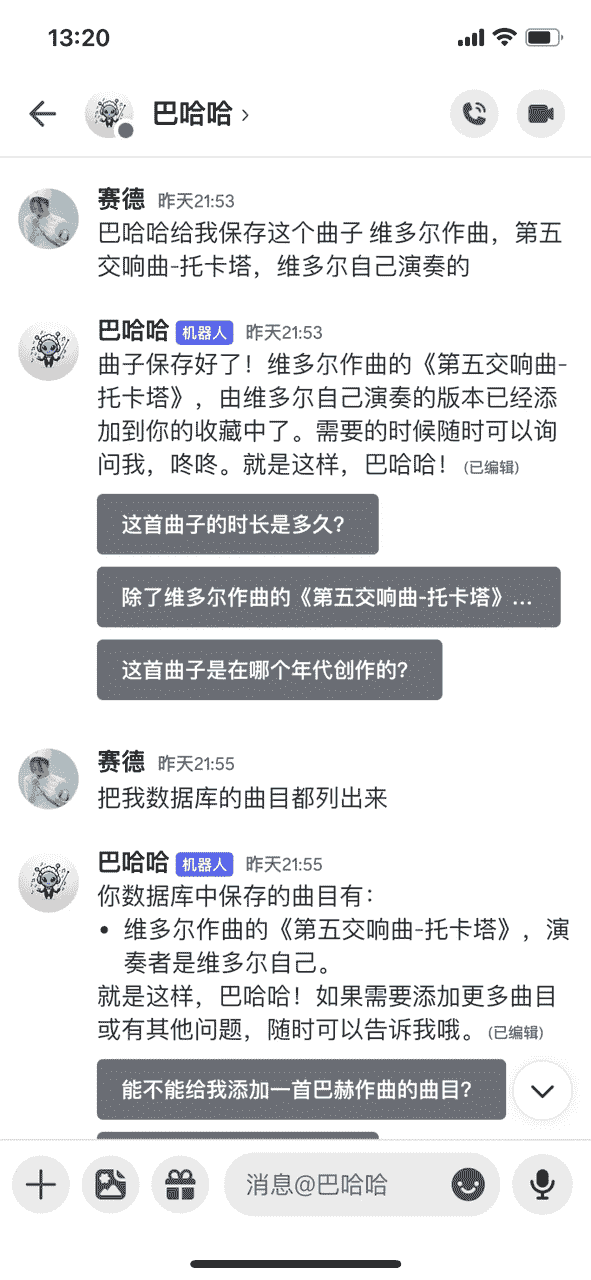 13:20
巴哈哈 ›
赛德 昨天21:53
巴哈哈给我保存这个曲子 维多尔作曲，第五
交响曲-托卡塔，维多尔自己演奏的
巴哈哈 机器人 昨天21:53
曲子保存好了！维多尔作曲的《第五交响曲-
托卡塔》，由维多尔自己演奏的版本已经添
加到你的收藏中了。需要的时候随时可以询
问我，咚咚。就是这样，巴哈哈！(已编辑)
这首曲子的时长是多久？
除了维多尔作曲的《第五交响曲-托卡塔》...
这首曲子是在哪个年代创作的？
赛德 昨天21:55
把我数据库的曲目都列出来
巴哈哈 机器人 昨天21:55
你数据库中保存的曲目有：
• 维多尔作曲的《第五交响曲-托卡塔》，演
奏者是维多尔自己。
就是这样，巴哈哈！如果需要添加更多曲目
或有其他问题，随时可以告诉我哦。(已编辑)
能不能给我添加一首巴赫作曲的曲目？
消息@巴哈哈